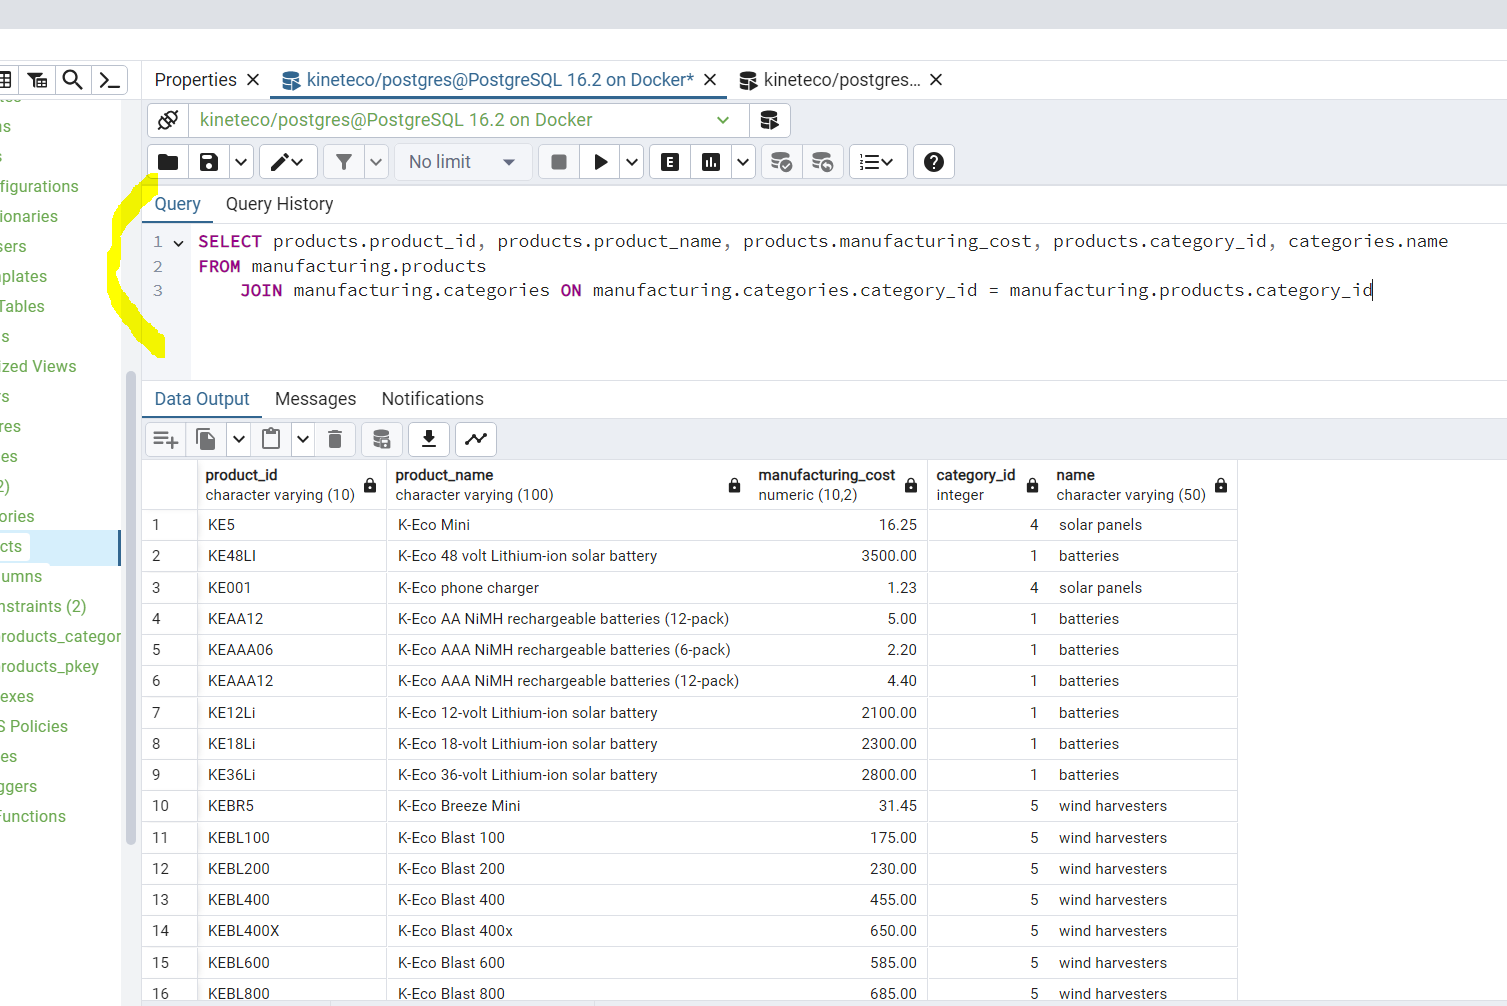 Properties
kineteco/postgres@PostgreSQL 16.2 on Docker*
kineteco/postgres...
kineteco/postgres@PostgreSQL 16.2 on Docker
No limit
E
Query Query History
1 SELECT products.product_id, products.product_name, products.manufacturing_cost, products.category_id, categories.name
2 FROM manufacturing.products
3 JOIN manufacturing.categories ON manufacturing.categories.category_id = manufacturing.products.category_id
Data Output Messages Notifications
product_id product_name manufacturing_cost category_id name
character varying (10) character varying (100) numeric (10,2) integer character varying (50)
1 KE5 K-Eco Mini 16.25 4 solar panels
2 KE48LI K-Eco 48 volt Lithium-ion solar battery 3500.00 1 batteries
3 KE001 K-Eco phone charger 1.23 4 solar panels
4 KEAA12 K-Eco AA NiMH rechargeable batteries (12-pack) 5.00 1 batteries
5 KEAAA06 K-Eco AAA NiMH rechargeable batteries (6-pack) 2.20 1 batteries
6 KEAAA12 K-Eco AAA NiMH rechargeable batteries (12-pack) 4.40 1 batteries
7 KE12Li K-Eco 12-volt Lithium-ion solar battery 2100.00 1 batteries
8 KE18Li K-Eco 18-volt Lithium-ion solar battery 2300.00 1 batteries
9 KE36Li K-Eco 36-volt Lithium-ion solar battery 2800.00 1 batteries
10 KEBR5 K-Eco Breeze Mini 31.45 5 wind harvesters
11 KEBL100 K-Eco Blast 100 175.00 5 wind harvesters
12 KEBL200 K-Eco Blast 200 230.00 5 wind harvesters
13 KEBL400 K-Eco Blast 400 455.00 5 wind harvesters
14 KEBL400X K-Eco Blast 400x 650.00 5 wind harvesters
15 KEBL600 K-Eco Blast 600 585.00 5 wind harvesters
16 KEBL800 K-Eco Blast 800 685.00 5 wind harvesters
figurations
ionaries
sers
nplates
Tables
s
ized Views
rs
res
es
2)
ories
cts
umns
nstraints (2)
roducts_categor
roducts_pkey
exes
S Policies
es
ggers
Functions